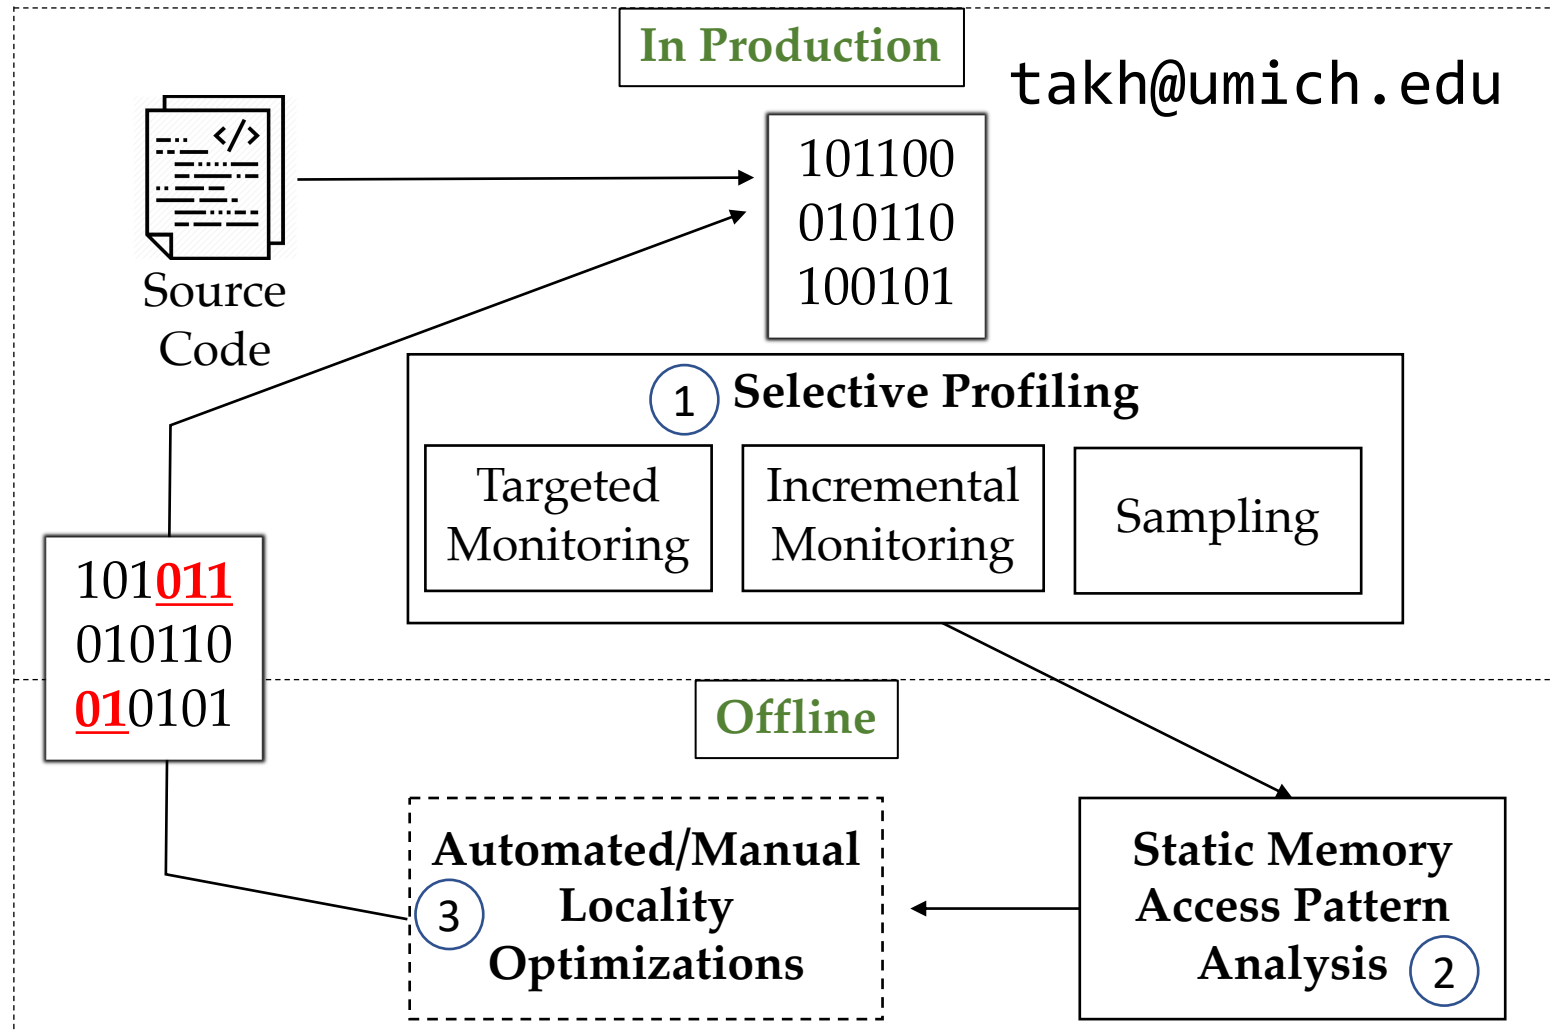 In Production
takh@umich.edu
</>
101100
010110
100101
Source
Code
1 Selective Profiling
Targeted
Monitoring
Incremental
Monitoring
Sampling
101011
010110
010101
Offline
Automated/Manual
Locality
Optimizations
3
Static Memory
Access Pattern
Analysis 2